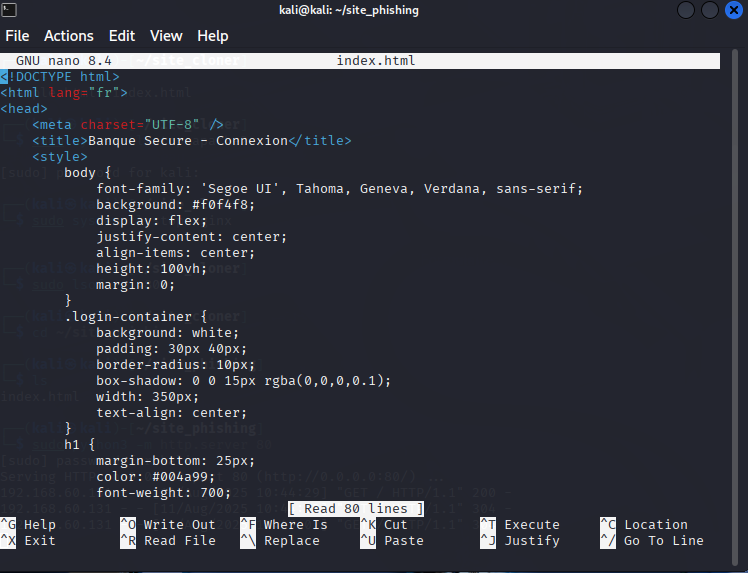 kali@kali: ~/site_phishing
File Actions Edit View Help
GNU nano 8.4 index.html
<!DOCTYPE html>
<html lang="fr">
<head>
    <meta charset="UTF-8" />
    <title>Banque Secure - Connexion</title>
    <style>
        body {
            font-family: 'Segoe UI', Tahoma, Geneva, Verdana, sans-serif;
            background: #f0f4f8;
            display: flex;
            justify-content: center;
            align-items: center;
            height: 100vh;
            margin: 0;
        }
        .login-container {
            background: white;
            padding: 30px 40px;
            border-radius: 10px;
            box-shadow: 0 0 15px rgba(0,0,0,0.1);
            width: 350px;
            text-align: center;
        }
        h1 {
            margin-bottom: 25px;
            color: #004a99;
            font-weight: 700;
[ Read 80 lines ]
^G Help ^O Write Out ^F Where Is ^K Cut ^T Execute ^C Location
^X Exit ^R Read File ^\ Replace ^U Paste ^J Justify ^/ Go To Line